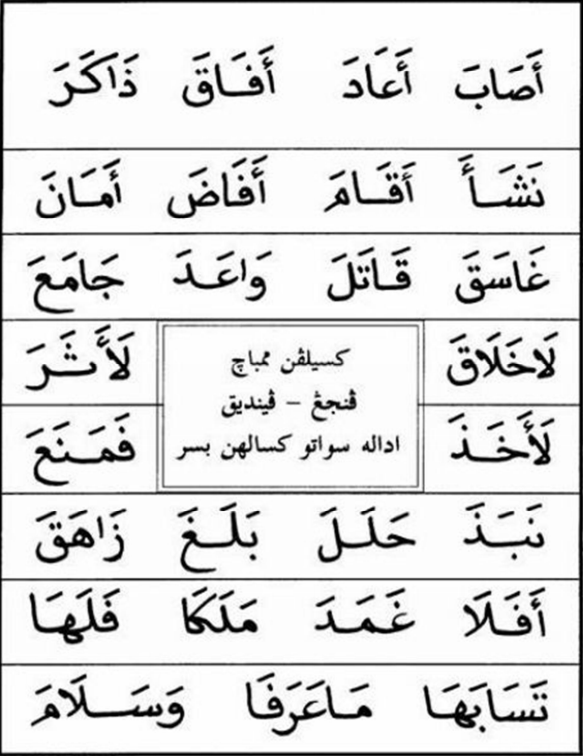 أَصَابَ أَعَادَ أَفَاقَ ذَاكَرَ
نَشَأَ أَقَامَ أَفَاضَ أَمَانَ
غَاسَقَ قَاتَلَ وَاعَدَ جَامَعَ
لَاخَلَاقَ لَأَثَرَ
كسيلڤن ممباچ
ڤنجڠ – ڤينديق
اداله سواتو كسالهن بسر
لَأَخَذَ فَمَنَعَ
نَبَذَ حَلَلَ بَلَغَ زَاهَقَ
أَفَلَا غَمَدَ مَلَكَا فَلَهَا
تَسَابَهَا مَاعَرَفَا وَسَلَامَ